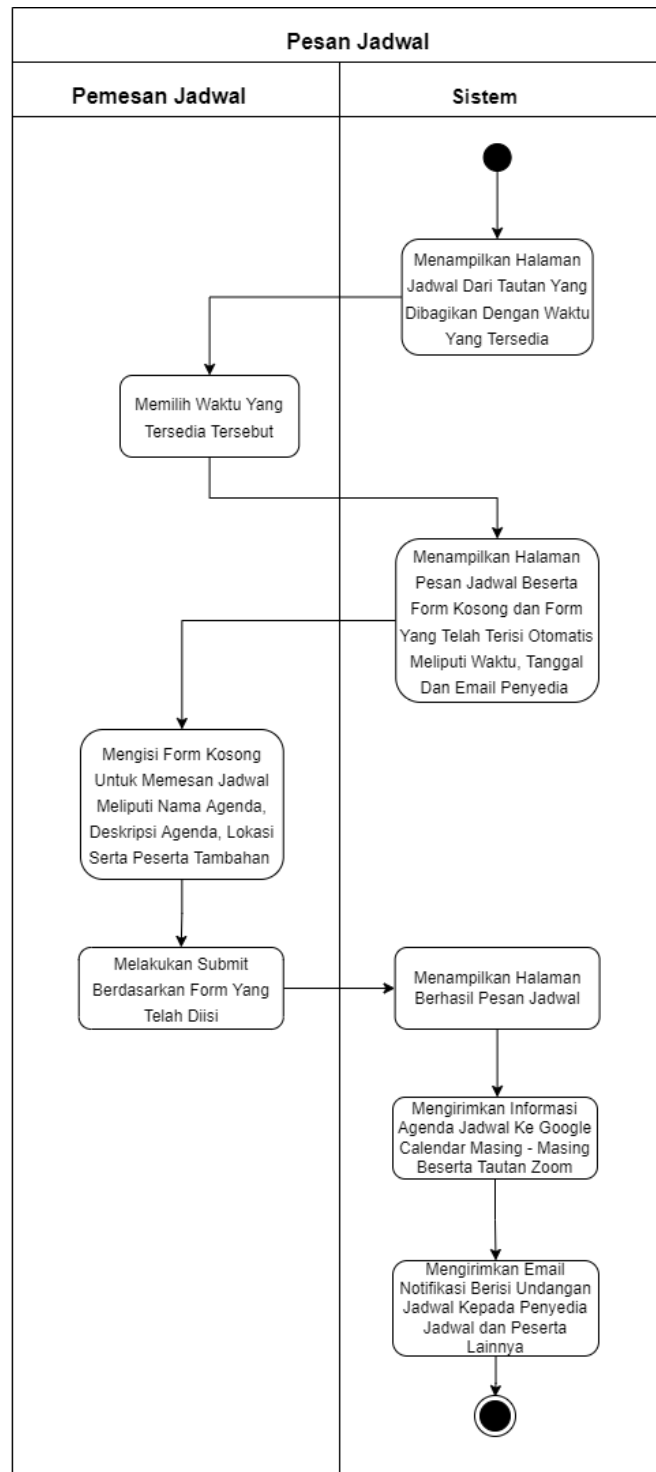 Pesan Jadwal
Pemesan Jadwal
Sistem
Menampilkan Halaman
Jadwal Dari Tautan Yang
Dibagikan Dengan Waktu
Yang Tersedia
Memilih Waktu Yang
Tersedia Tersebut
Menampilkan Halaman
Pesan Jadwal Beserta
Form Kosong dan Form
Yang Telah Terisi Otomatis
Meliputi Waktu, Tanggal
Dan Email Penyedia
Mengisi Form Kosong
Untuk Memesan Jadwal
Meliputi Nama Agenda,
Deskripsi Agenda, Lokasi
Serta Peserta Tambahan
Melakukan Submit
Berdasarkan Form Yang
Telah Diisi
Menampilkan Halaman
Berhasil Pesan Jadwal
Mengirimkan Informasi
Agenda Jadwal Ke Google
Calendar Masing - Masing
Beserta Tautan Zoom
Mengirimkan Email
Notifikasi Berisi Undangan
Jadwal Kepada Penyedia
Jadwal dan Peserta
Lainnya